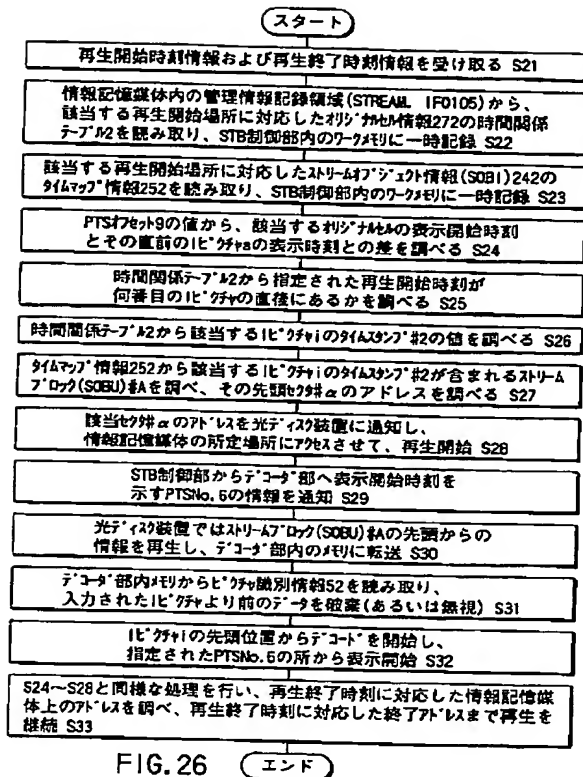 スタート
再生開始時刻情報および再生終了時刻情報を受け取る S21
情報記憶媒体内の管理情報記録領域(STREAM. IFO105)から、
該当する再生開始場所に対応したオリジナルセル情報272の時間関係
テーブル2を読み取り、STB制御部内のワークメモリに一時記録 S22
該当する再生開始場所に対応したストリームオブジェクト情報(SOBI)242の
タイムマップ情報252を読み取り、STB制御部内のワークメモリに一時記録 S23
PTSオフセット9の値から、該当するオリジナルセルの表示開始時刻
とその直前のIピクチャaの表示時刻との差を調べる S24
時間関係テーブル2から指定された再生開始時刻が
何番目のIピクチャの直後にあるかを調べる S25
時間関係テーブル2から該当するIピクチャiのタイムスタンプ#2の値を調べる S26
タイムマップ情報252から該当するIピクチャiのタイムスタンプ#2が含まれるストリーム
ブロック(SOBU)#Aを調べ、その先頭セクタ#αのアドレスを調べる S27
該当セクタ#αのアドレスを光ディスク装置に通知し、
情報記憶媒体の所定場所にアクセスさせて、再生開始 S28
STB制御部からデコーダ部へ表示開始時刻を
示すPTSNo.6の情報を通知 S29
光ディスク装置ではストリームブロック(SOBU)#Aの先頭からの
情報を再生し、デコーダ部内のメモリに転送 S30
デコーダ部内メモリからピクチャ識別情報52を読み取り、
入力されたIピクチャより前のデータを破棄(あるいは無視) S31
Iピクチャiの先頭位置からデコードを開始し、
指定されたPTSNo.6の所から表示開始 S32
S24~S28と同様な処理を行い、再生終了時刻に対応した情報記憶媒
体上のアドレスを調べ、再生終了時刻に対応した終了アドレスまで再生を
継続 S33
FIG. 26
エンド